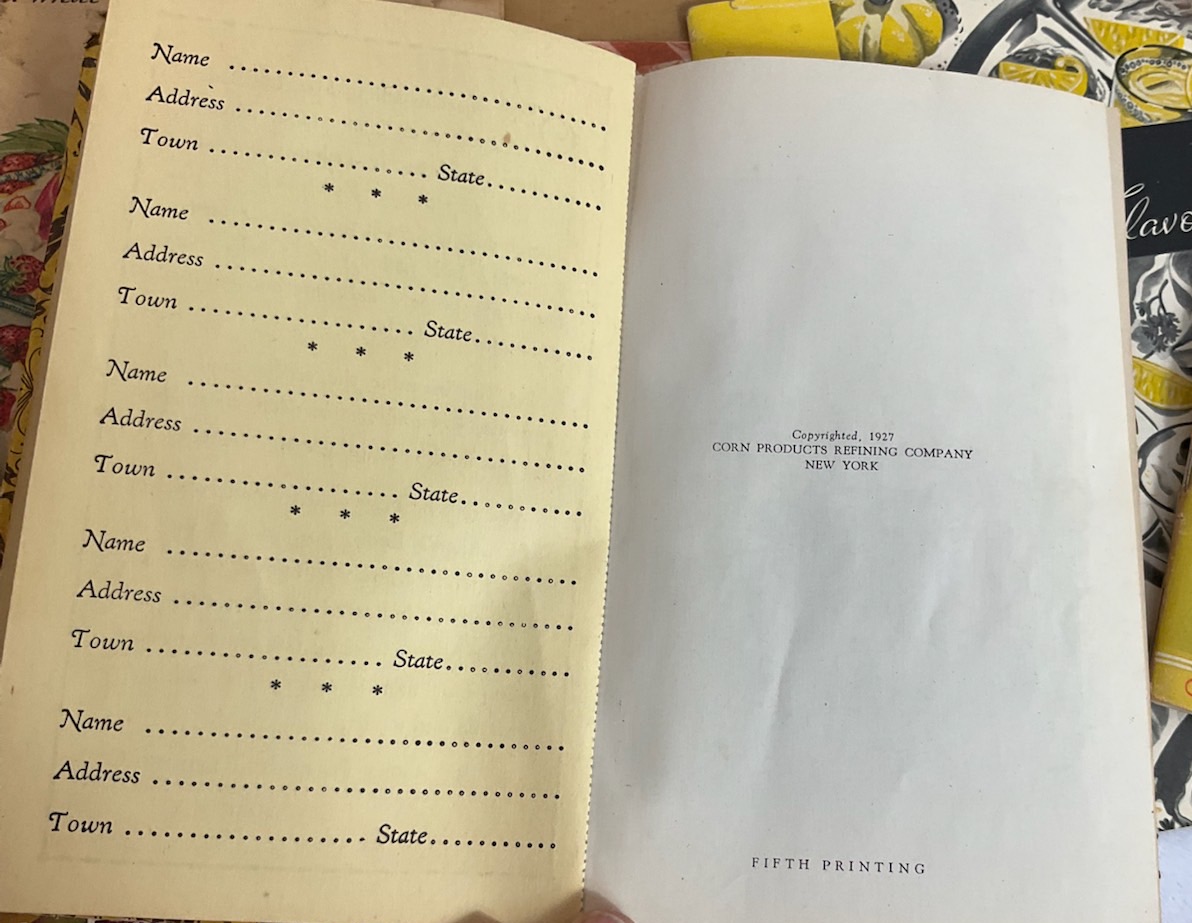 Name ........................................
Address ........................................
Town ........................ State............
* * *
Name ........................................
Address ........................................
Town ........................ State............
* * *
Name ........................................
Address ........................................
Town ........................ State............
* * *
Name ........................................
Address ........................................
Town ........................ State............
* * *
Name ........................................
Address ........................................
Town ........................ State............
Copyrighted, 1927
CORN PRODUCTS REFINING COMPANY
NEW YORK
FIFTH PRINTING